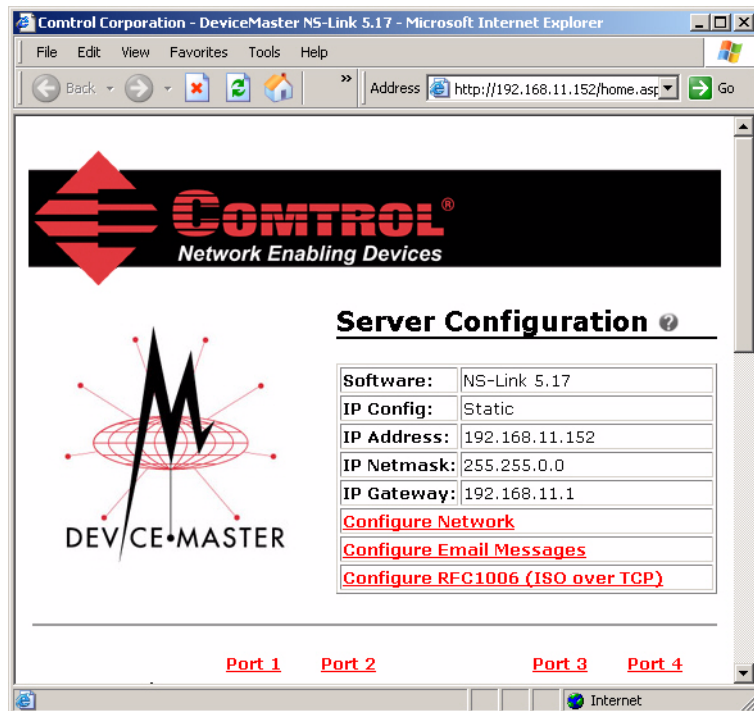 Comtrol Corporation - DeviceMaster NS-Link 5.17 - Microsoft Internet Explorer
File Edit View Favorites Tools Help
Back » Address http://192.168.11.152/home.asp Go
COMTROL®
Network Enabling Devices
Server Configuration ?
Software: NS-Link 5.17
IP Config: Static
IP Address: 192.168.11.152
IP Netmask: 255.255.0.0
IP Gateway: 192.168.11.1
Configure Network
Configure Email Messages
Configure RFC1006 (ISO over TCP)
DEVICE•MASTER
Port 1 Port 2 Port 3 Port 4
Internet